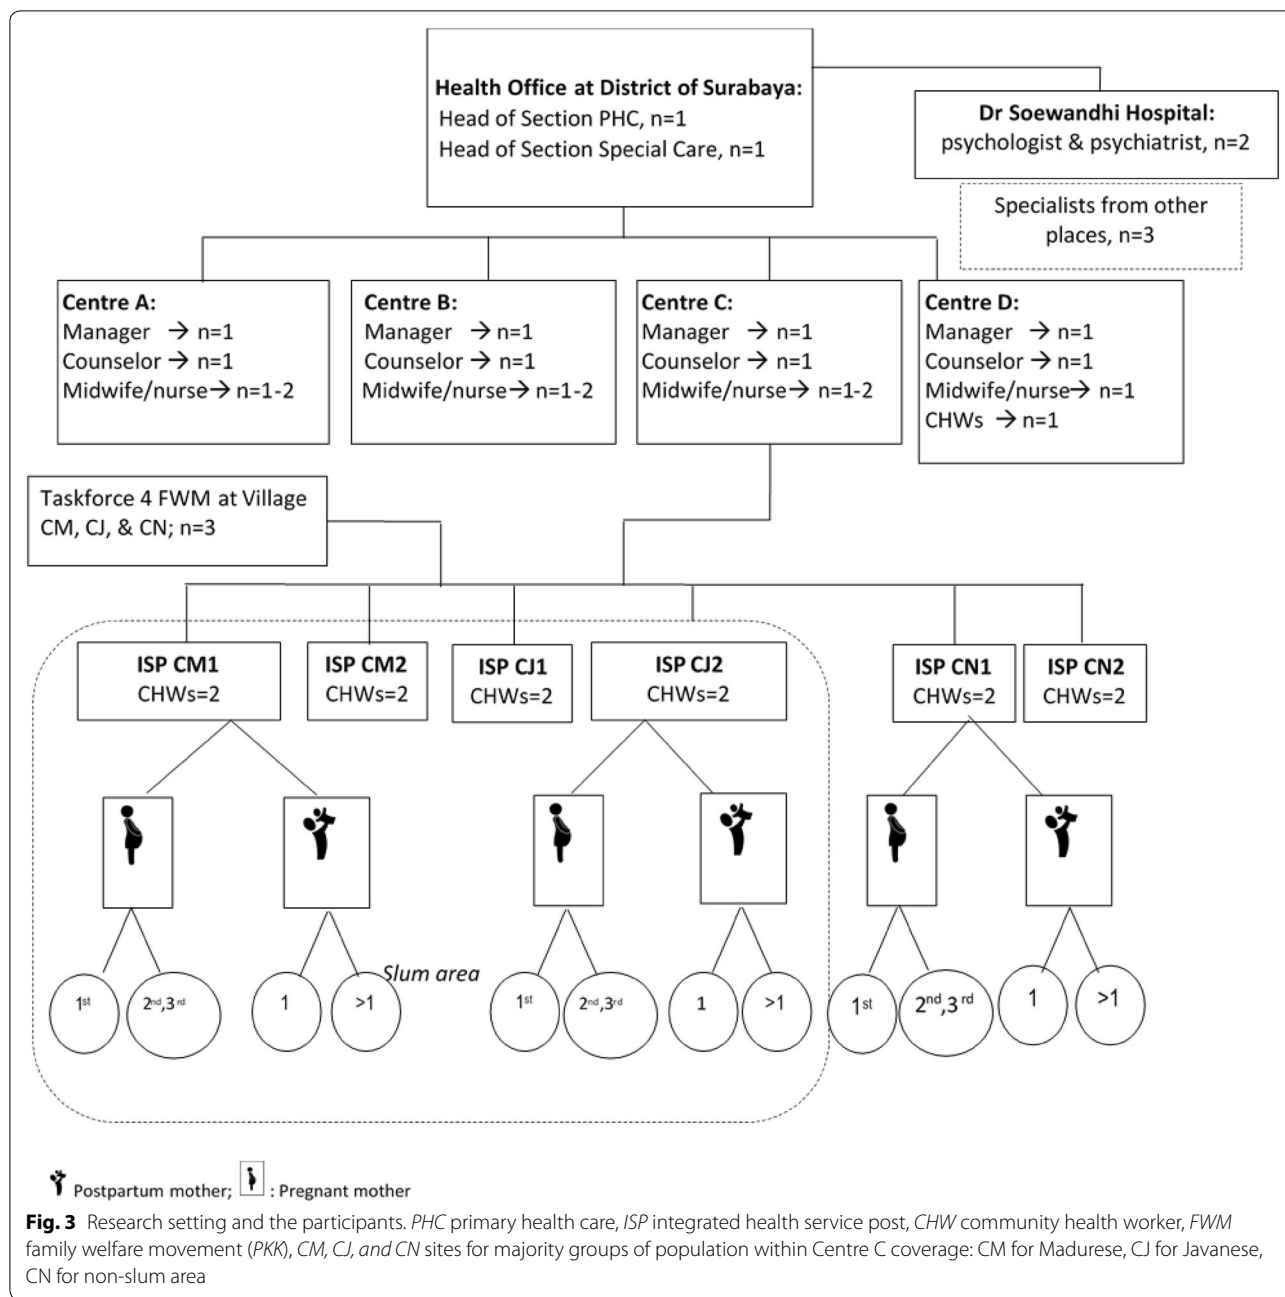 Health Office at District of Surabaya:
Head of Section PHC, n=1
Head of Section Special Care, n=1
Dr Soewandhi Hospital:
psychologist & psychiatrist, n=2
Specialists from other
places, n=3
Centre A:
Manager → n=1
Counselor → n=1
Midwife/nurse→ n=1-2
Centre B:
Manager → n=1
Counselor → n=1
Midwife/nurse→ n=1-2
Centre C:
Manager → n=1
Counselor → n=1
Midwife/nurse→ n=1-2
Centre D:
Manager → n=1
Counselor → n=1
Midwife/nurse→ n=1
CHWs → n=1
Taskforce 4 FWM at Village
CM, CJ, & CN; n=3
ISP CM1
CHWs=2
ISP CM2
CHWs=2
ISP CJ1
CHWs=2
ISP CJ2
CHWs=2
ISP CN1
CHWs=2
ISP CN2
CHWs=2
Slum area
1st
2nd,3rd
1
>1
1st
2nd,3rd
1
>1
1st
2nd,3rd
1
>1
Postpartum mother; : Pregnant mother
Fig. 3 Research setting and the participants. PHC primary health care, ISP integrated health service post, CHW community health worker, FWM
family welfare movement (PKK), CM, CJ, and CN sites for majority groups of population within Centre C coverage: CM for Madurese, CJ for Javanese,
CN for non-slum area